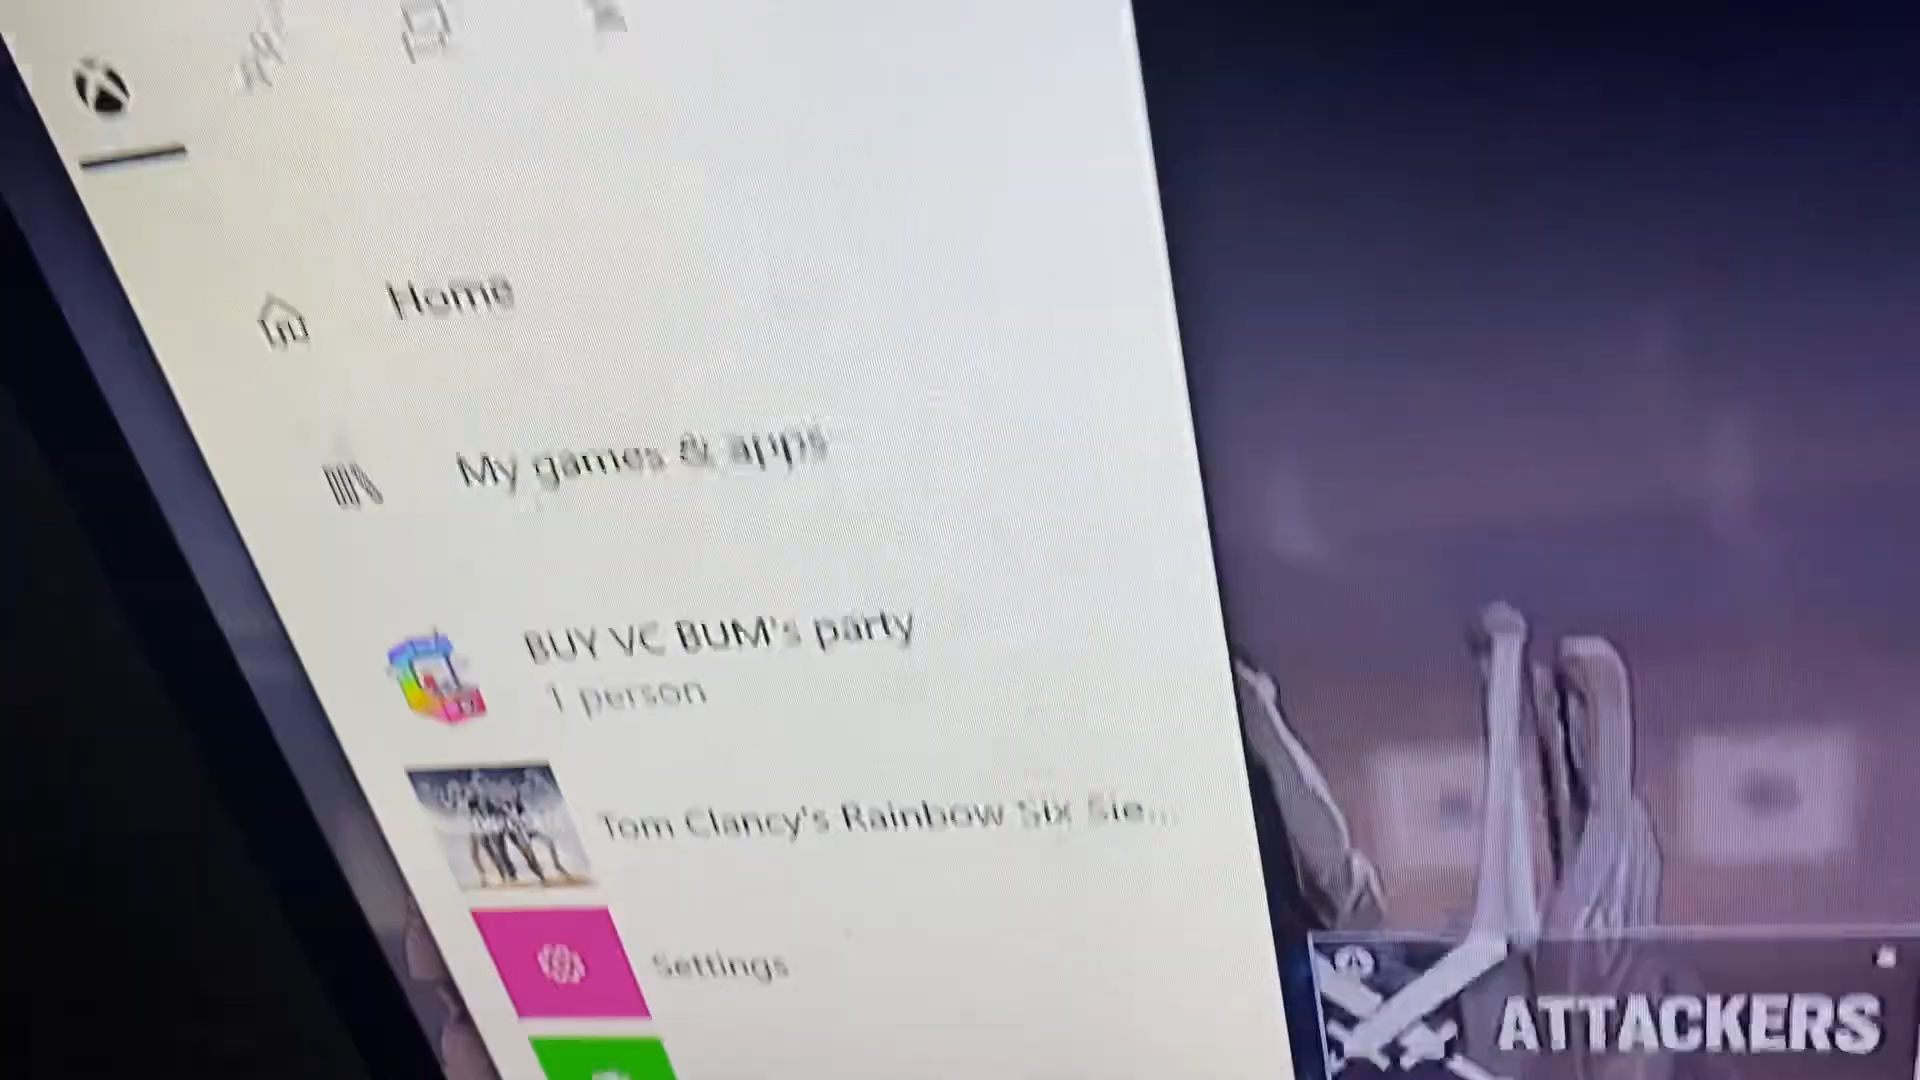 Home
My games & apps
BUY VC BUM's party
1 person
Tom Clancy's Rainbow Six Sie...
Settings
ATTACKERS